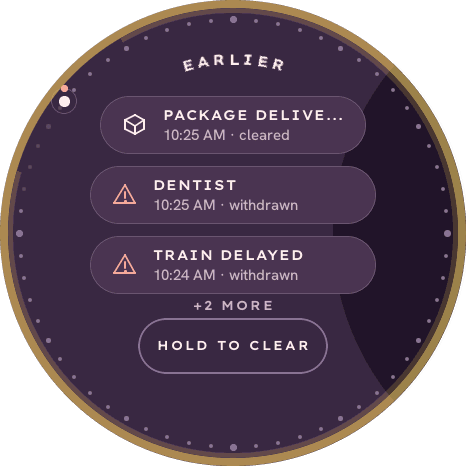 EARLIER
PACKAGE DELIVE...
10:25 AM · cleared
DENTIST
10:25 AM · withdrawn
TRAIN DELAYED
10:24 AM · withdrawn
+2 MORE
HOLD TO CLEAR